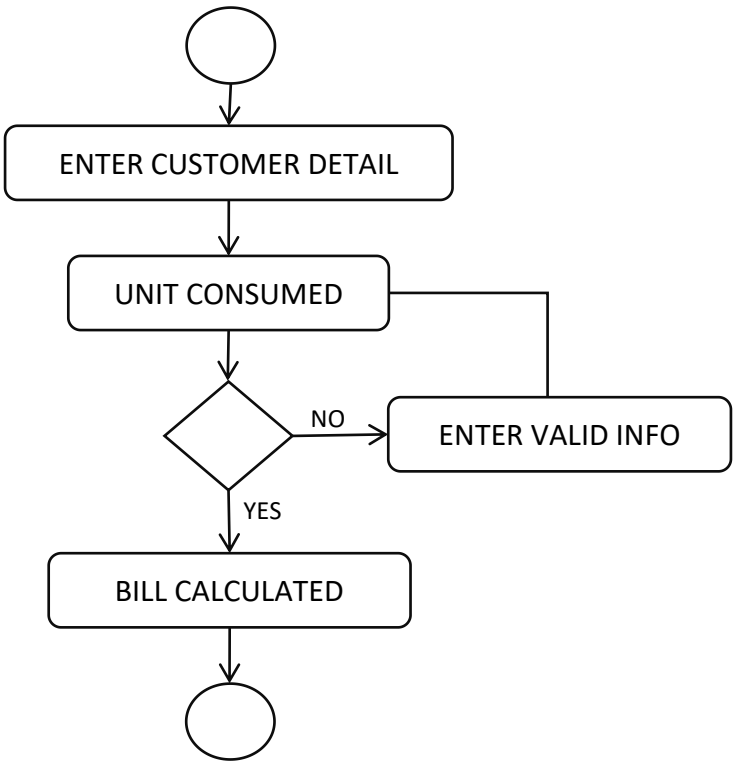 ENTER CUSTOMER DETAIL
UNIT CONSUMED
NO
ENTER VALID INFO
YES
BILL CALCULATED